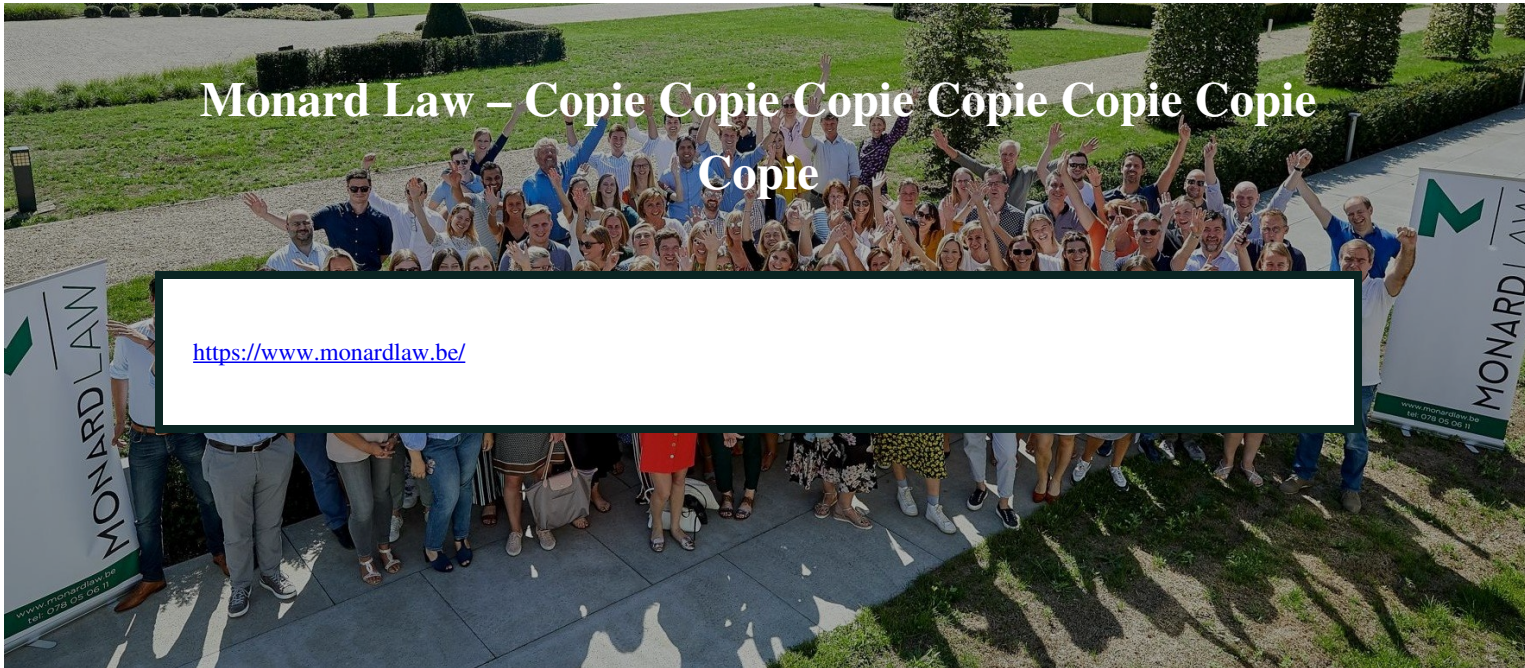 Monard Law – Copie Copie Copie Copie Copie Copie
Copie
https://www.monardlaw.be/
MONARD LAW
www.monardlaw.be
tel: 078 05 06 11
MONARD LAW
www.monardlaw.be
tel: 078 05 06 11